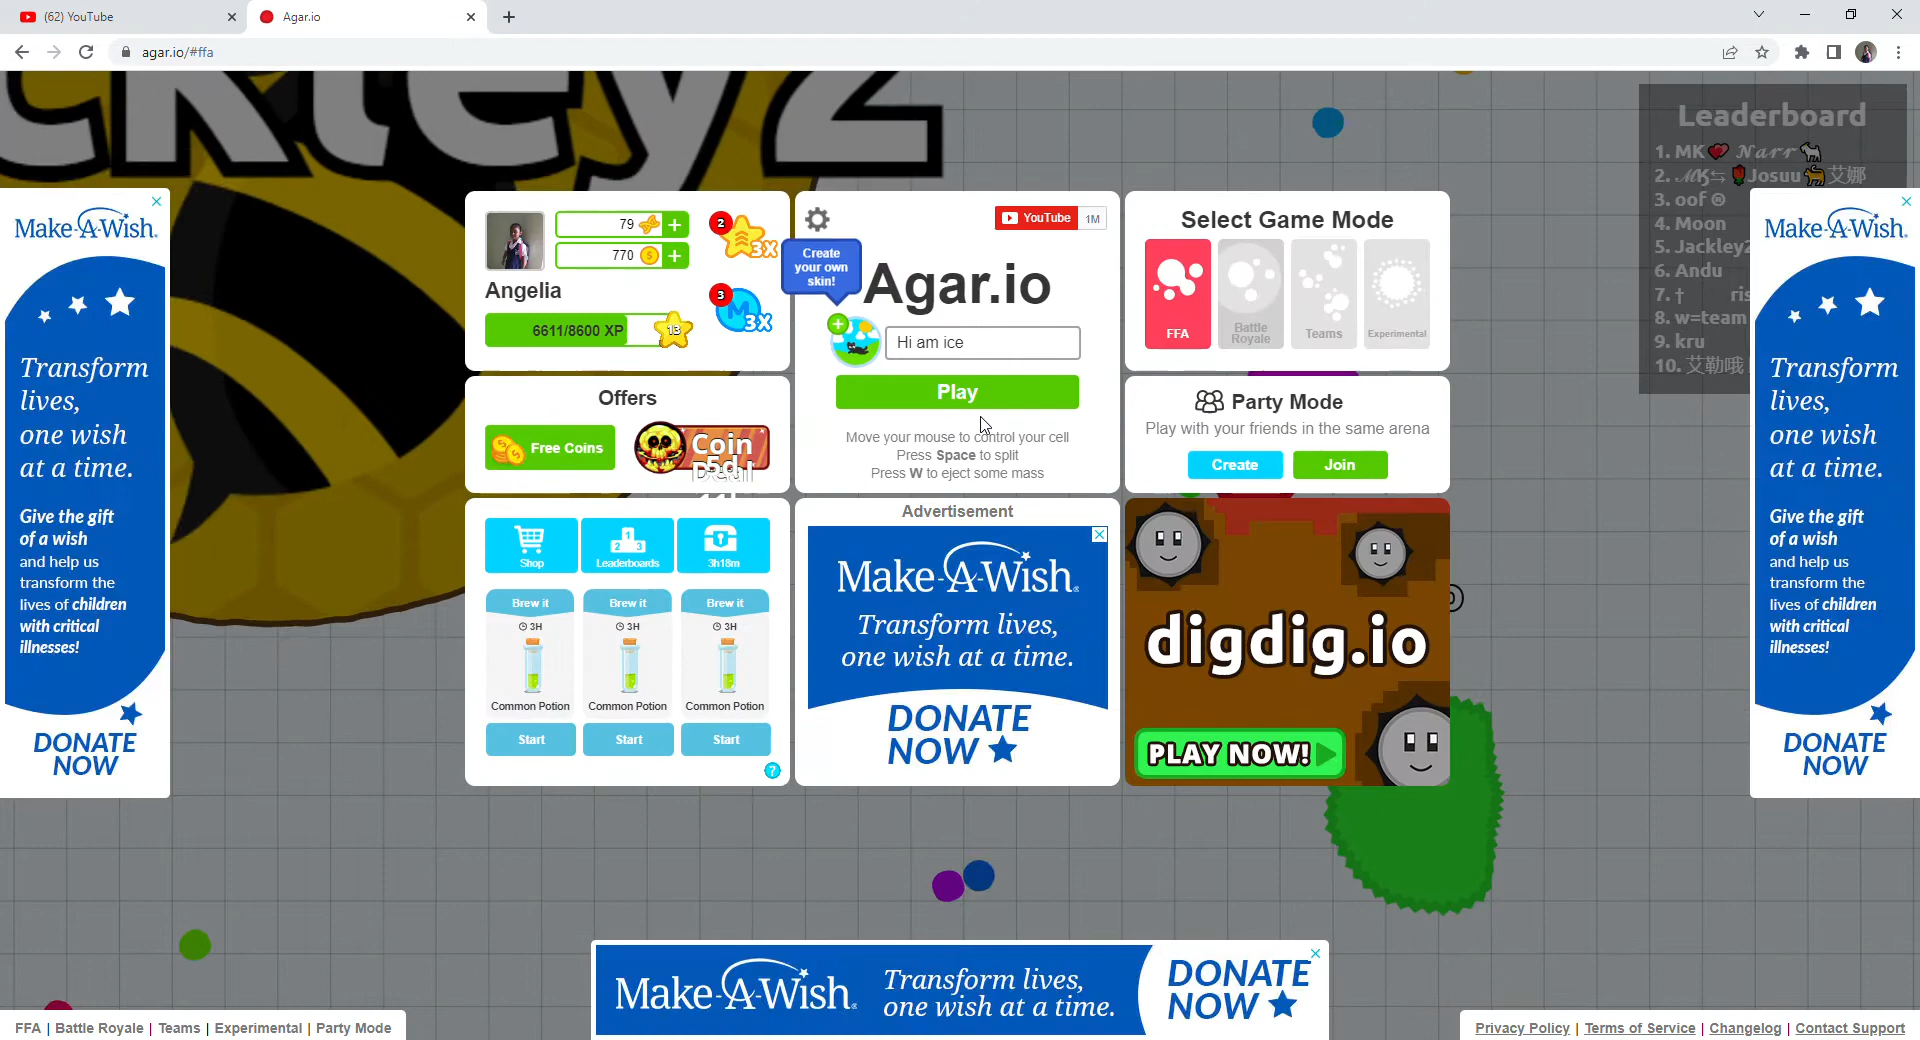 (62) YouTube
Agar.io
agar.io/#ffa
ckley2
Leaderboard
1. MK❤ 𝒩𝒶𝓇𝓇
3. oof ®
4. Moon
5. Jackley2
6. Andu
7. † ris
8. w=team
9. kru
10. 艾勒哦
Make-A-Wish®
Transform
lives,
one wish
at a time.
Give the gift
of a wish
and help us
transform the
lives of children
with critical
illnesses!
DONATE
NOW
79
770
2
3X
Angelia
3
M
3X
6611/8600 XP
13
Offers
Free Coins
Coin
Shop
1
2 3
Leaderboards
3h18m
Brew it
3H
Common Potion
Start
Brew it
3H
Common Potion
Start
Brew it
3H
Common Potion
Start
?
YouTube 1M
Create
your own
skin!
Agar.io
Hi am ice
Play
Move your mouse to control your cell
Press Space to split
Press W to eject some mass
Advertisement
Make-A-Wish®
Transform lives,
one wish at a time.
DONATE
NOW
Select Game Mode
FFA
Battle
Royale
Teams
Experimental
Party Mode
Play with your friends in the same arena
Create
Join
digdig.io
PLAY NOW!
Make-A-Wish®
Transform
lives,
one wish
at a time.
Give the gift
of a wish
and help us
transform the
lives of children
with critical
illnesses!
DONATE
NOW
Make-A-Wish®
Transform lives,
one wish at a time.
DONATE
NOW
FFA | Battle Royale | Teams | Experimental | Party Mode
Privacy Policy | Terms of Service | Changelog | Contact Support